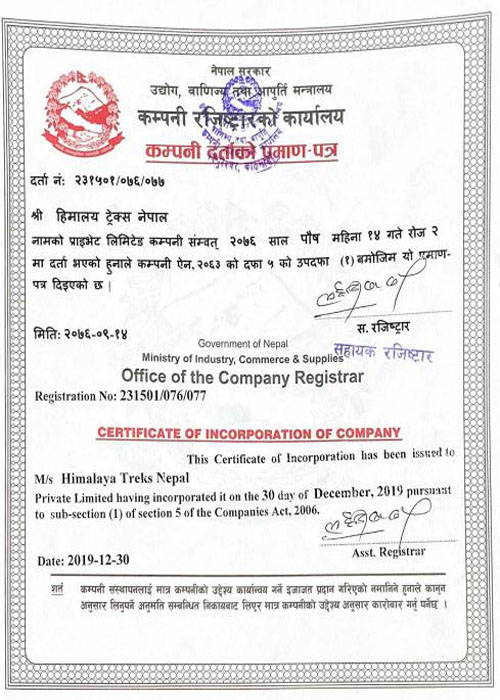 नेपाल सरकार
उद्योग, वाणिज्य तथा आपूर्ति मन्त्रालय
कम्पनी रजिष्ट्रारको कार्यालय
कम्पनी दर्ताको प्रमाण-पत्र
दर्ता नं: २३१५०१/०७६/०७७
श्री हिमालय ट्रेक्स नेपाल
नामको प्राइभेट लिमिटेड कम्पनी संम्वत् २०७६ साल पौष महिना १४ गते रोज २
मा दर्ता भएको हुनाले कम्पनी ऐन, २०६३ को दफा ५ को उपदफा (१) बमोजिम यो प्रमाण-
पत्र दिइएको छ।
स. रजिष्ट्रार
सहायक रजिष्टार
मिति: २०७६-०९-१४
Government of Nepal
Ministry of Industry, Commerce & Supplies
Office of the Company Registrar
Registration No: 231501/076/077
CERTIFICATE OF INCORPORATION OF COMPANY
This Certificate of Incorporation has been issued to
M/s Himalaya Treks Nepal
Private Limited having incorporated it on the 30 day of December, 2019 pursuant
to sub-section (1) of section 5 of the Companies Act, 2006.
Asst. Registrar
Date: 2019-12-30
शर्त कम्पनी संस्थापनलाई मात्र कम्पनीको उद्देश्य कार्यान्वय गर्ने इजाजत प्रदान गरिएको नमानिने हुनाले कानून
अनुसार लिनुपर्ने अनुमति सम्बन्धित निकायबाट लिएर मात्र कम्पनीको उद्देश्य अनुसार कारोबार गर्नु पर्नेछ ।